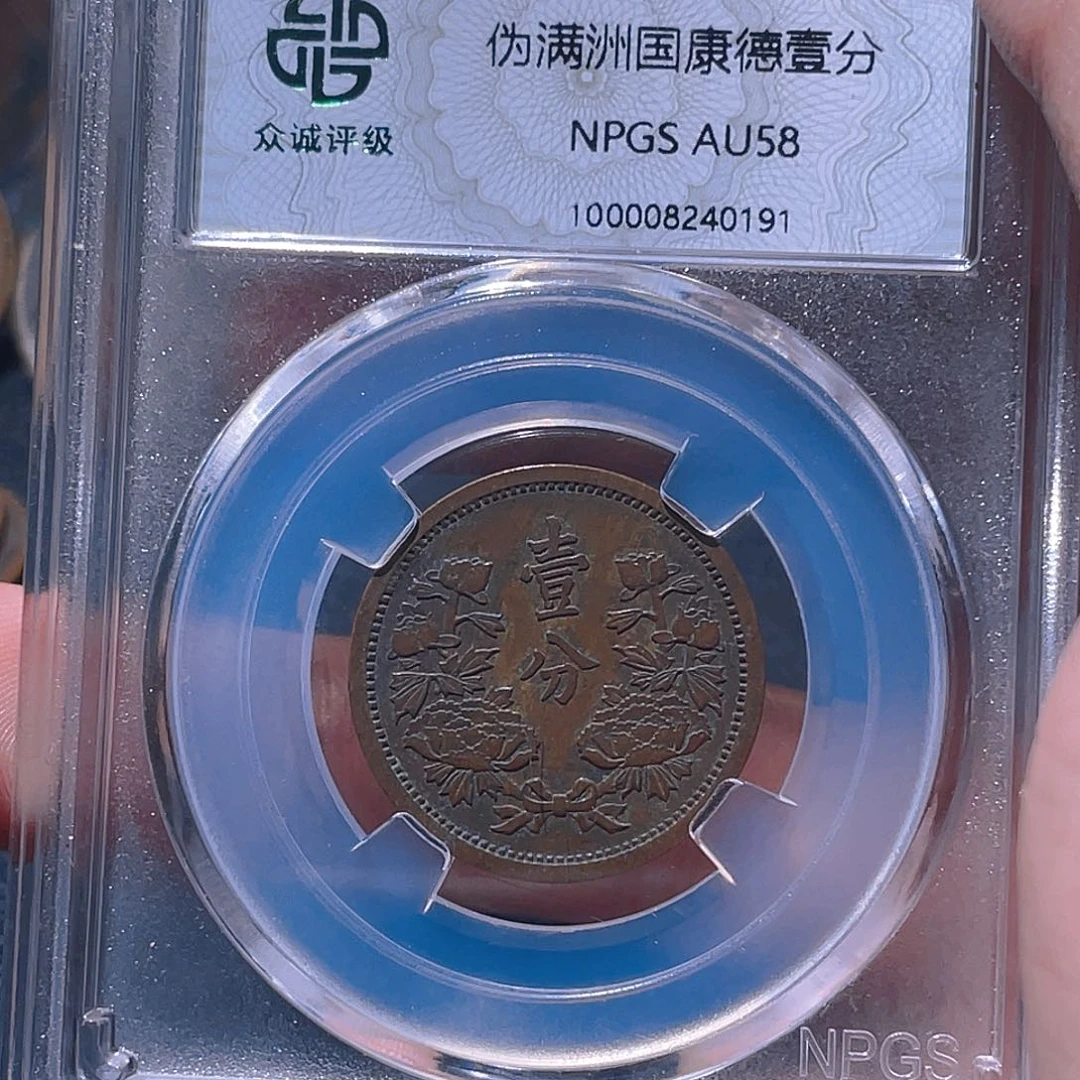 伪满洲国康德壹分
众诚评级
NPGS AU58
100008240191
壹
分
NPGS